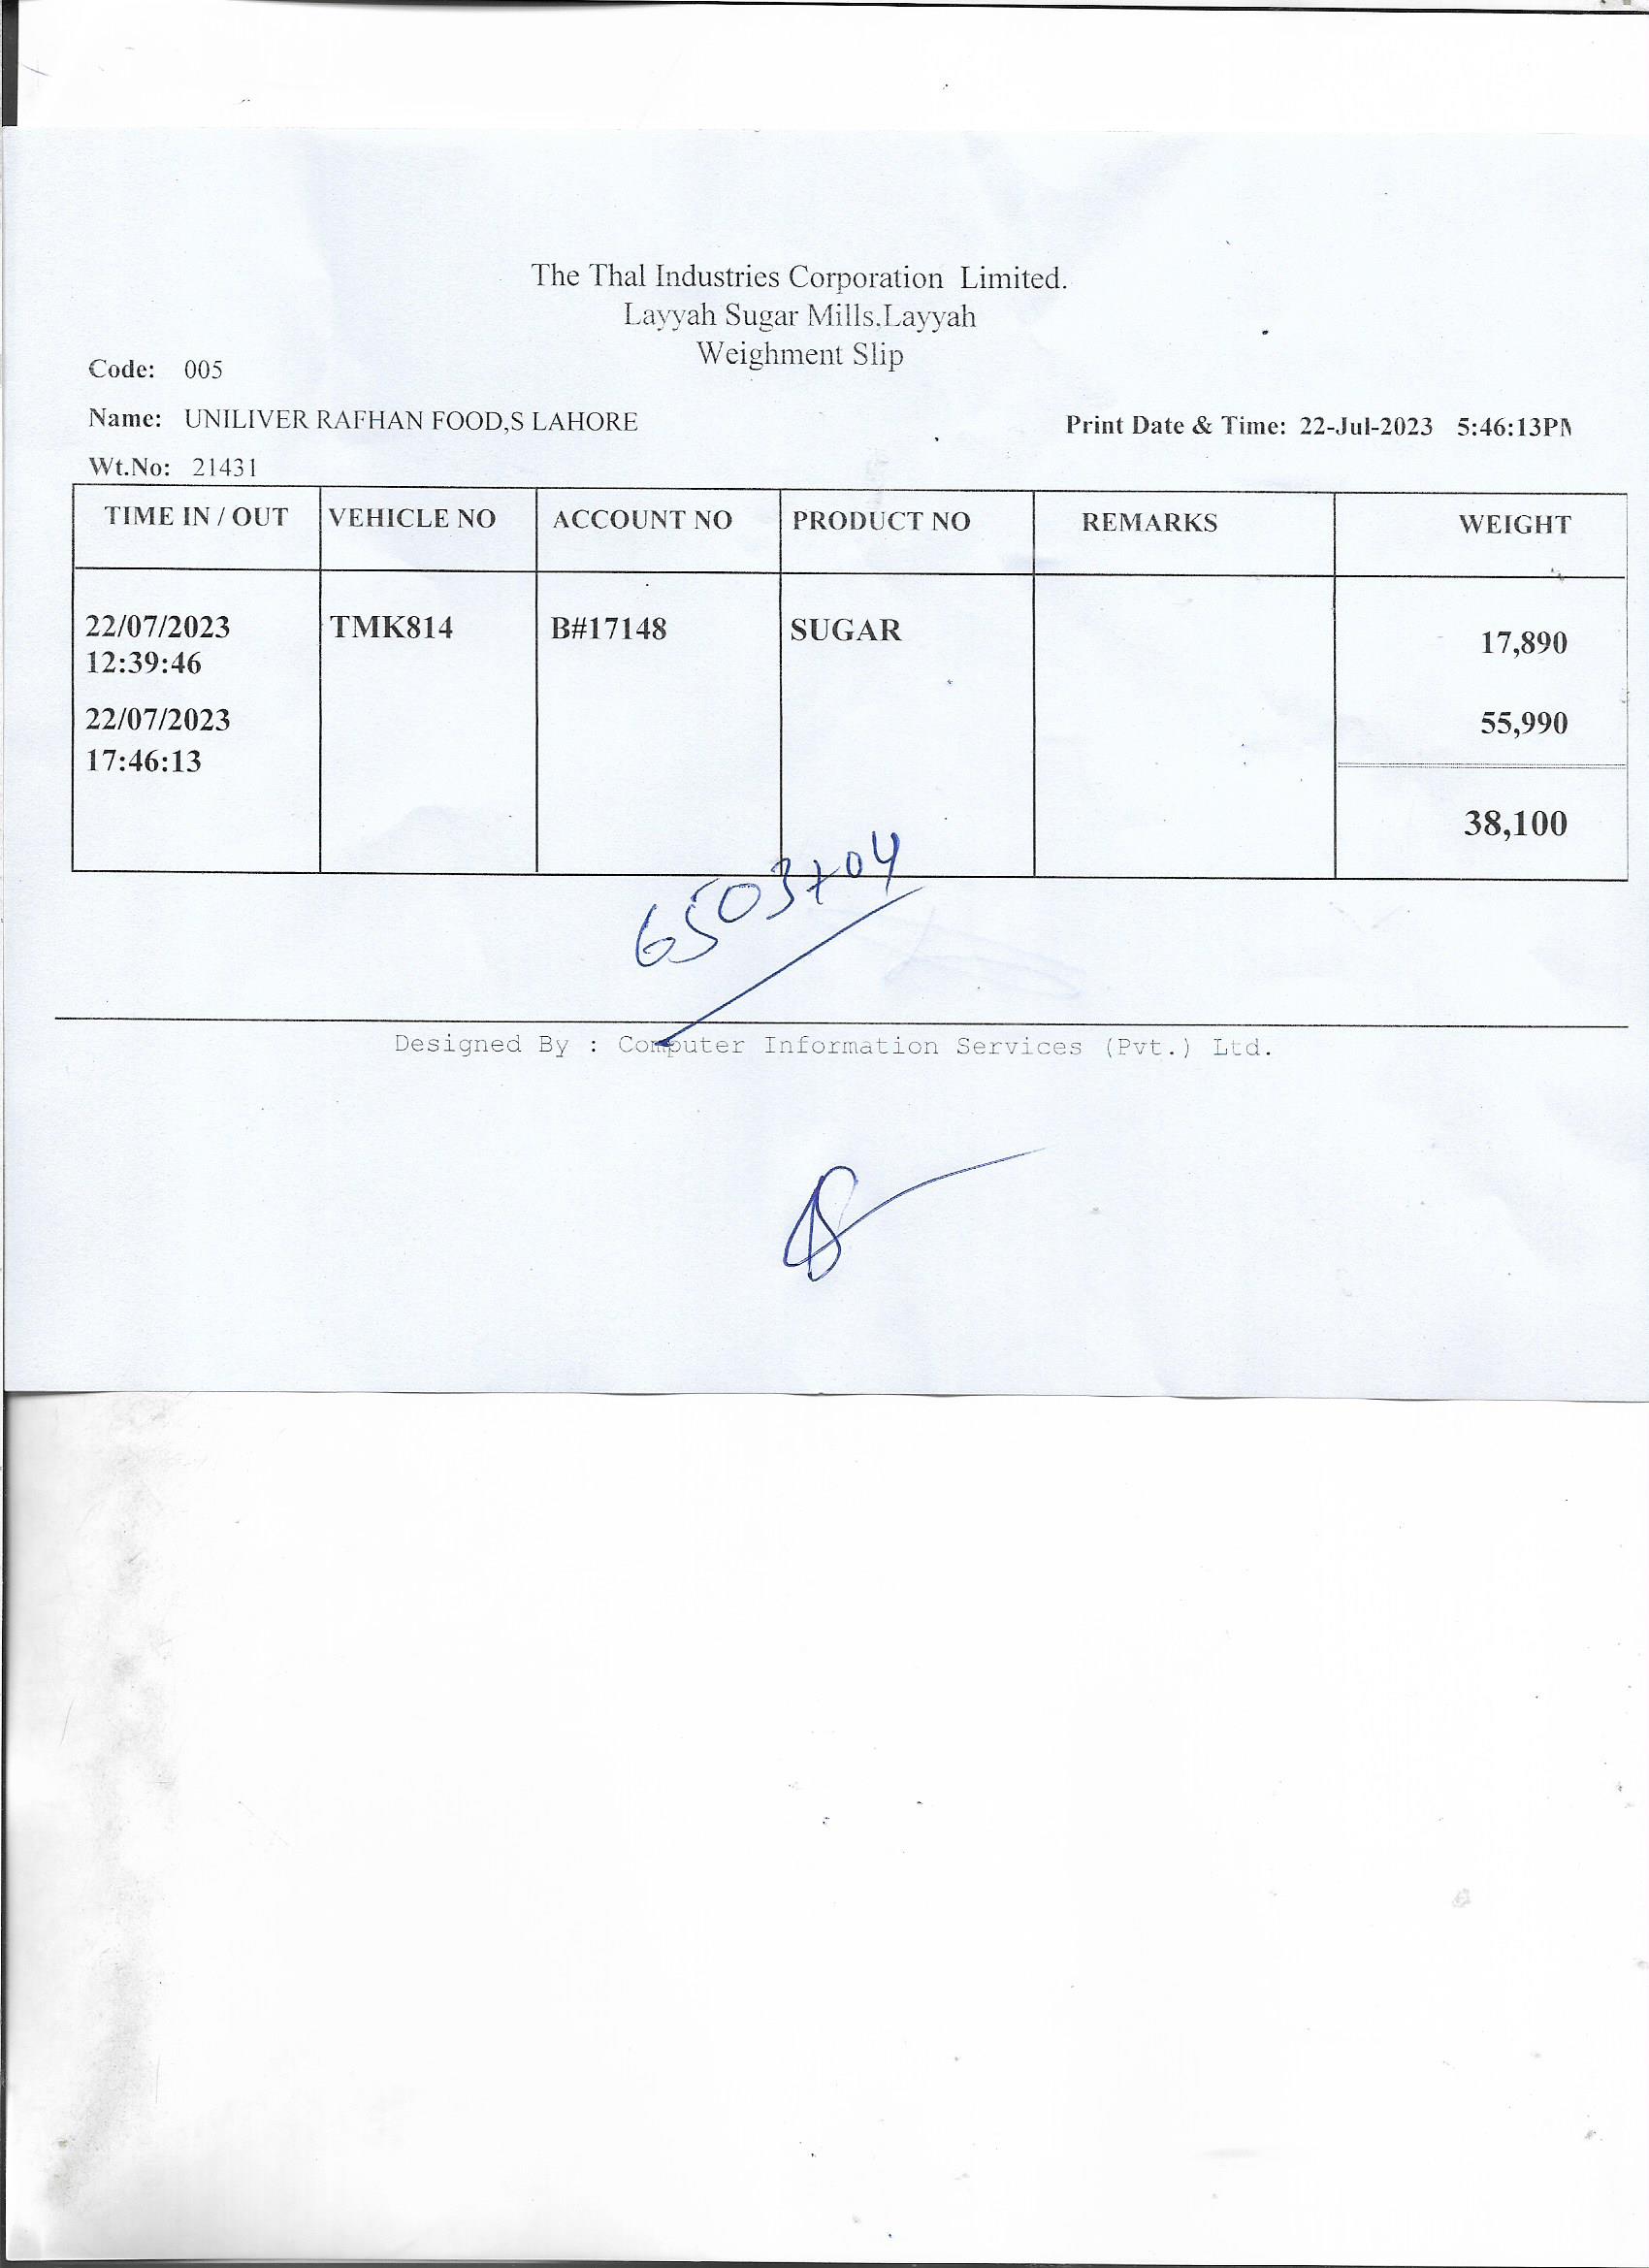 The Thal Industries Corporation Limited.
Layyah Sugar Mills.Layyah
Weighment Slip
Code: 005
Name: UNILIVER RAFHAN FOOD,S LAHORE
Print Date & Time: 22-Jul-2023 5:46:13PM
Wt.No: 21431
TIME IN / OUT VEHICLE NO ACCOUNT NO PRODUCT NO REMARKS WEIGHT
22/07/2023 TMK814 B#17148 SUGAR 17,890
12:39:46
22/07/2023 55,990
17:46:13
38,100
Designed By : Computer Information Services (Pvt.) Ltd.